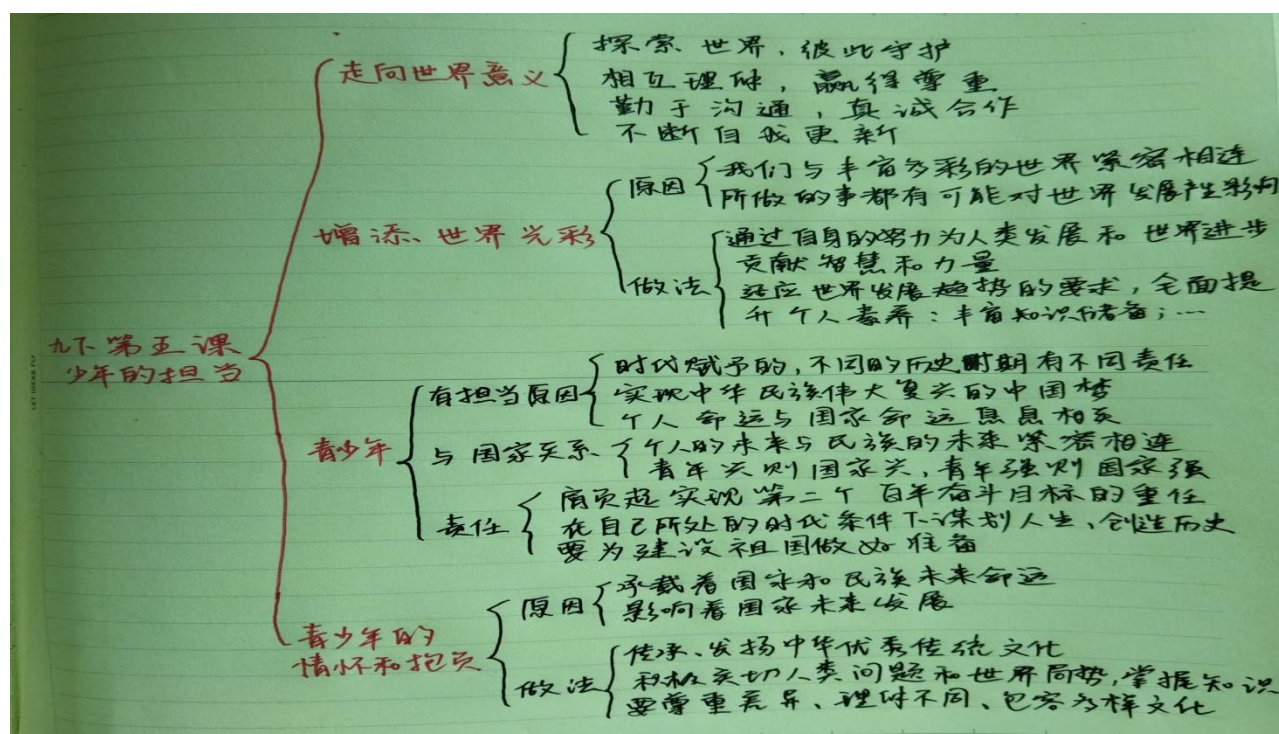 九下第五课
少年的担当
走向世界意义
探索世界,彼此守护
相互理解,赢得尊重
勤于沟通,真诚合作
不断自我更新
增添世界光彩
原因
我们与丰富多彩的世界紧密相连
所做的事都有可能对世界发展产生影响
做法
通过自身的努力为人类发展和世界进步
贡献智慧和力量
适应世界发展趋势的要求,全面提
升个人素养:丰富知识储备;…
青少年
有担当原因
时代赋予的,不同的历史时期有不同责任
实现中华民族伟大复兴的中国梦
个人命运与国家命运息息相关
与国家关系
个人的未来与民族的未来紧密相连
青年兴则国家兴,青年强则国家强
责任
肩负起实现第二个百年奋斗目标的重任
在自己所处的时代条件下谋划人生、创造历史
要为建设祖国做好准备
青少年的
情怀和抱负
原因
承载着国家和民族未来命运
影响着国家未来发展
做法
传承、发扬中华优秀传统文化
积极关切人类问题和世界局势,掌握知识
要尊重差异、理解不同、包容多样文化